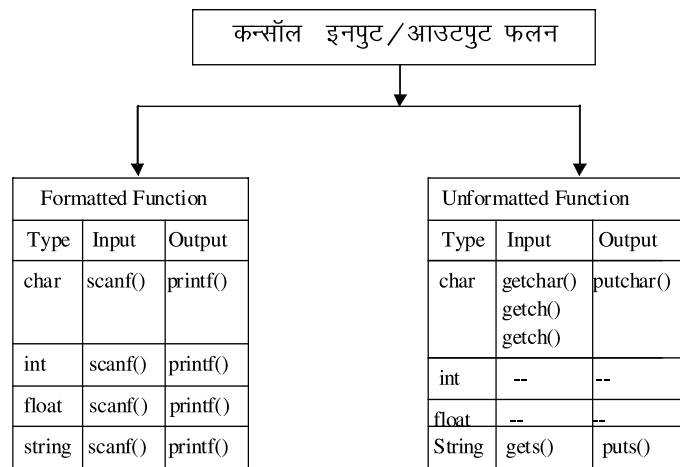 कन्सॉल इनपुट/आउटपुट फलन
Formatted Function
Type Input Output
char scanf() printf()
int scanf() printf()
float scanf() printf()
string scanf() printf()
Unformatted Function
Type Input Output
char getchar() putchar()
getch()
getch()
int -- --
float -- --
String gets() puts()